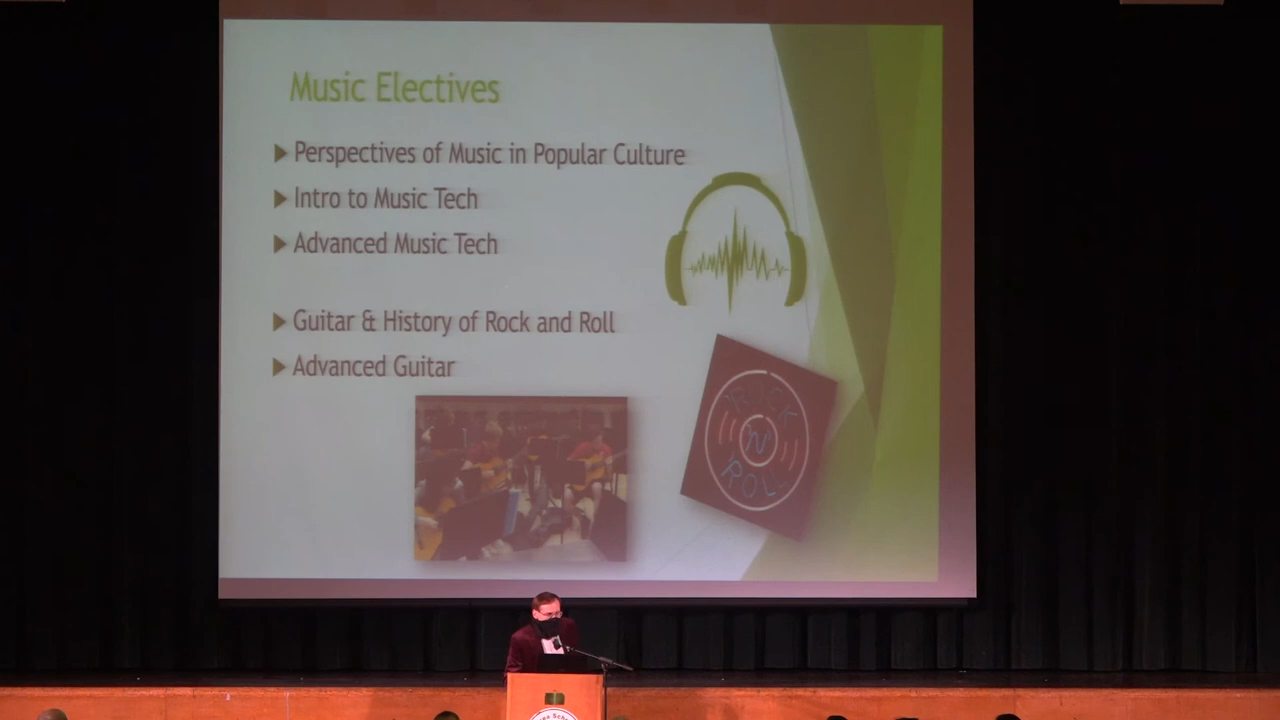 Music Electives
Perspectives of Music in Popular Culture
Intro to Music Tech
Advanced Music Tech
Guitar & History of Rock and Roll
Advanced Guitar
ROCK
'N'
ROLL